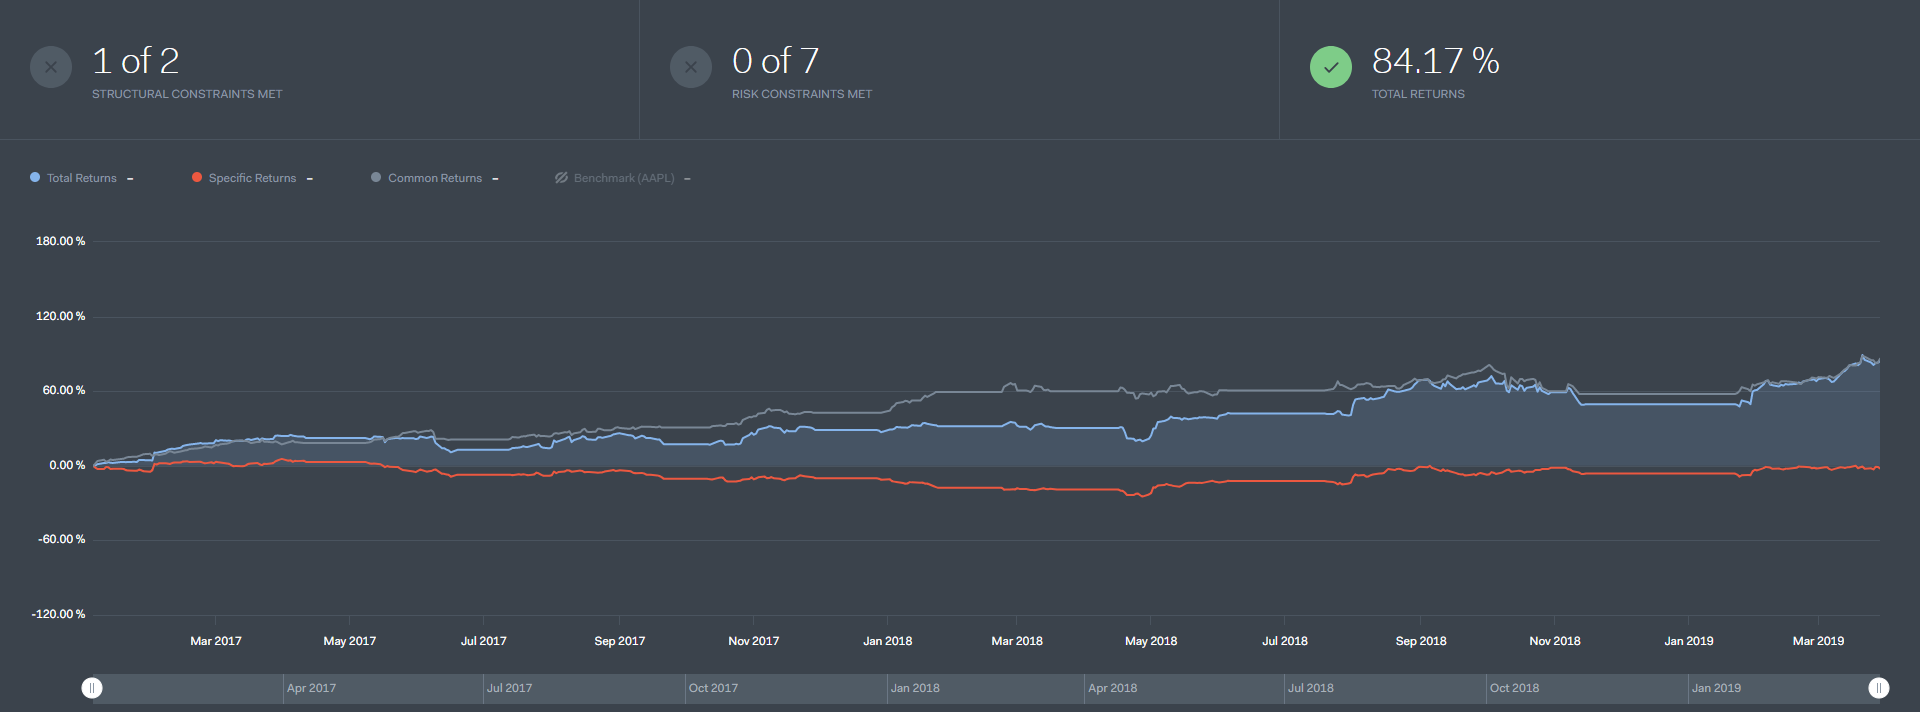 1 of 2
STRUCTURAL CONSTRAINTS MET
0 of 7
RISK CONSTRAINTS MET
84.17 %
TOTAL RETURNS
Total Returns –
Specific Returns –
Common Returns –
Benchmark (AAPL) –
180.00 %
120.00 %
60.00 %
0.00 %
-60.00 %
-120.00 %
Mar 2017
May 2017
Jul 2017
Sep 2017
Nov 2017
Jan 2018
Mar 2018
May 2018
Jul 2018
Sep 2018
Nov 2018
Jan 2019
Mar 2019
Apr 2017
Jul 2017
Oct 2017
Jan 2018
Apr 2018
Jul 2018
Oct 2018
Jan 2019